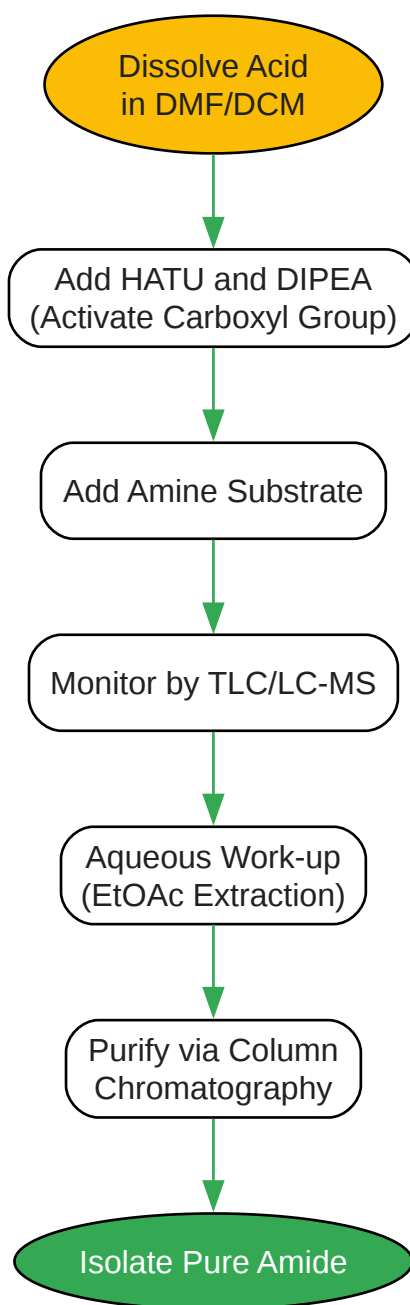 Dissolve Acid
in DMF/DCM
Add HATU and DIPEA
(Activate Carboxyl Group)
Add Amine Substrate
Monitor by TLC/LC-MS
Aqueous Work-up
(EtOAc Extraction)
Purify via Column
Chromatography
Isolate Pure Amide